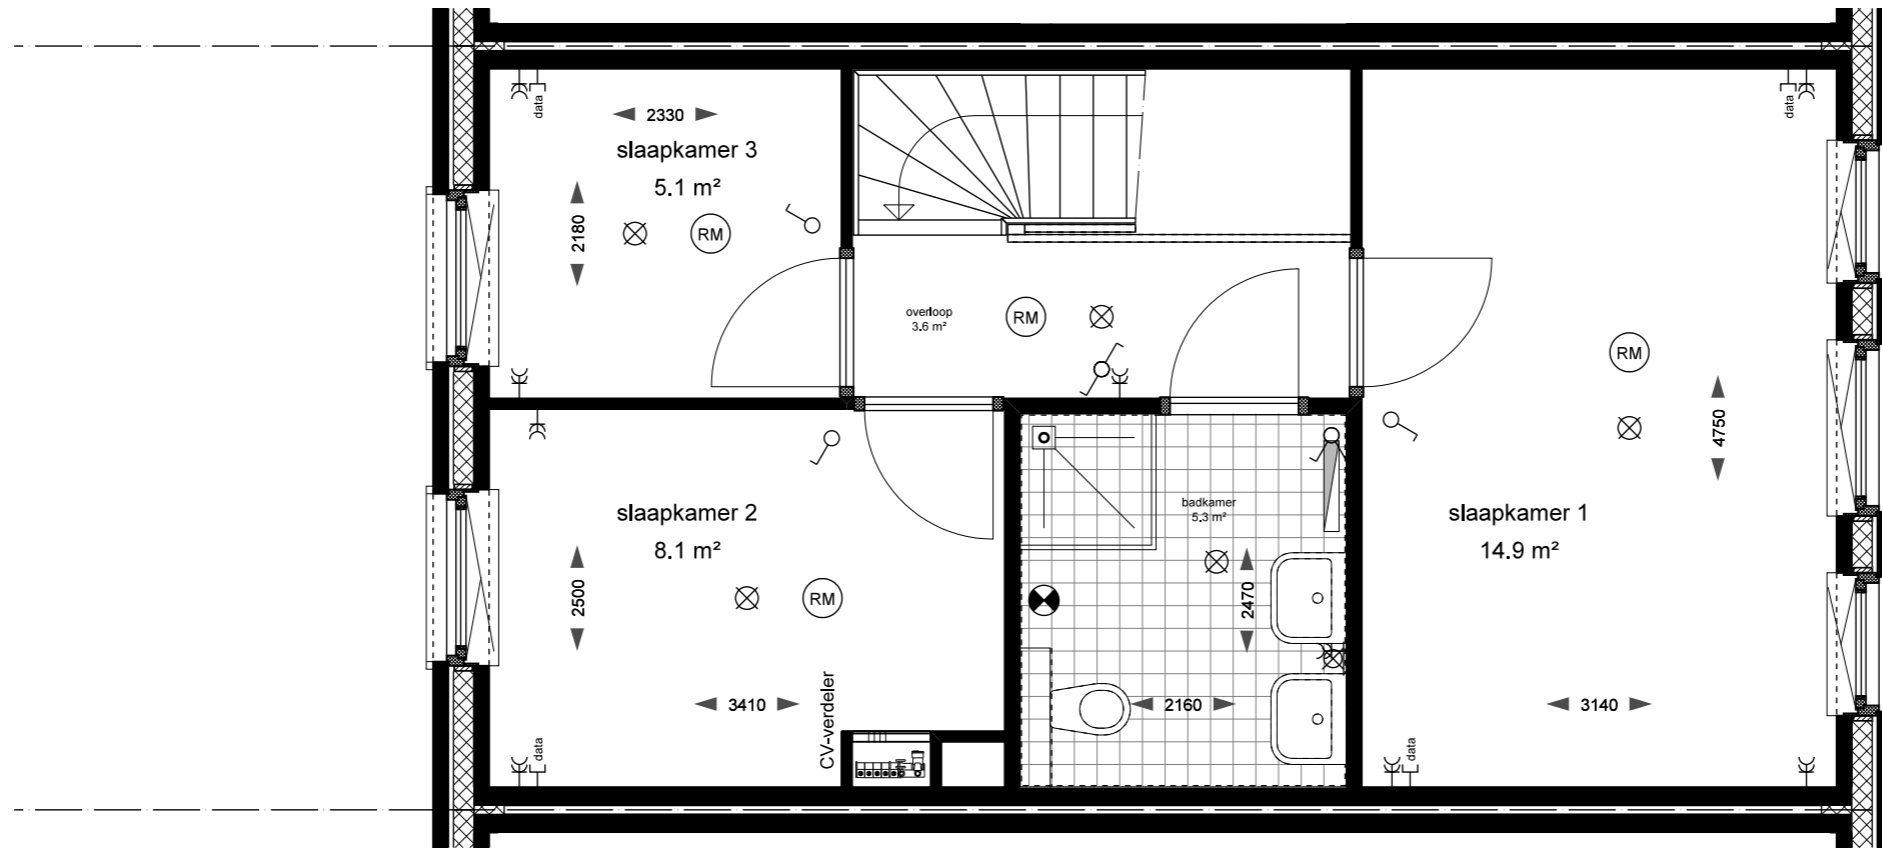 data
2330
slaapkamer 3
5.1 m²
2180
RM
overloop
3.6 m²
RM
data
RM
4750
slaapkamer 2
8.1 m²
2500
RM
3410
CV-verdeler
data
badkamer
5.3 m²
2470
2160
slaapkamer 1
14.9 m²
3140
data